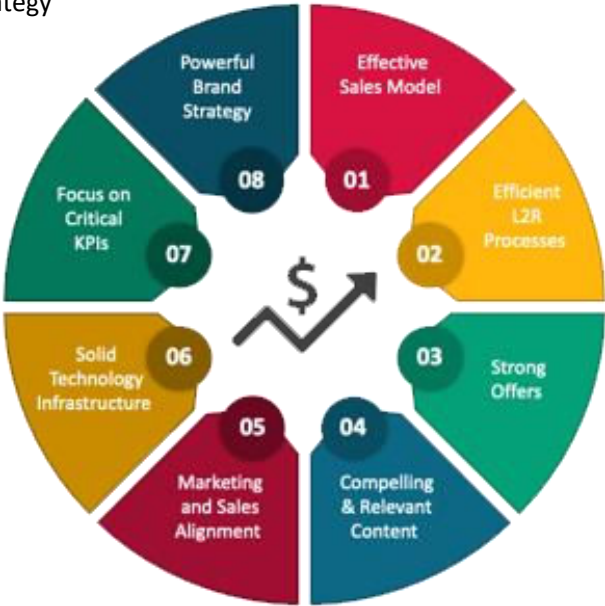 Powerful
Brand
Strategy
08
Effective
Sales Model
01
Efficient
L2R
Processes
02
Strong
Offers
03
Compelling
& Relevant
Content
04
Marketing
and Sales
Alignment
05
Solid
Technology
Infrastructure
06
Focus on
Critical
KPIs
07
$